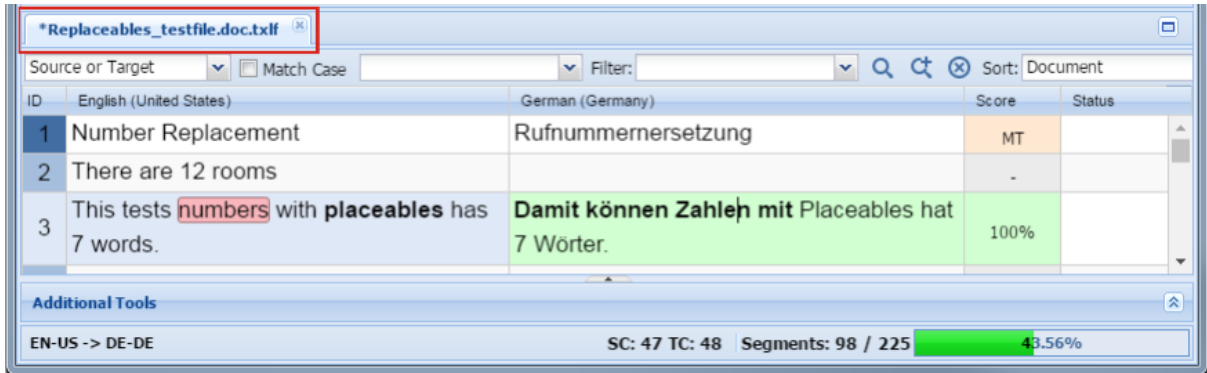 *Replaceables_testfile.doc.txlf
Source or Target Match Case Filter: Sort: Document
ID English (United States) German (Germany) Score Status
1 Number Replacement Rufnummernersetzung MT
2 There are 12 rooms -
3 This tests numbers with placeables has Damit können Zahlen mit Placeables hat 100%
7 words. 7 Wörter.
Additional Tools
EN-US -> DE-DE SC: 47 TC: 48 Segments: 98 / 225 43.56%